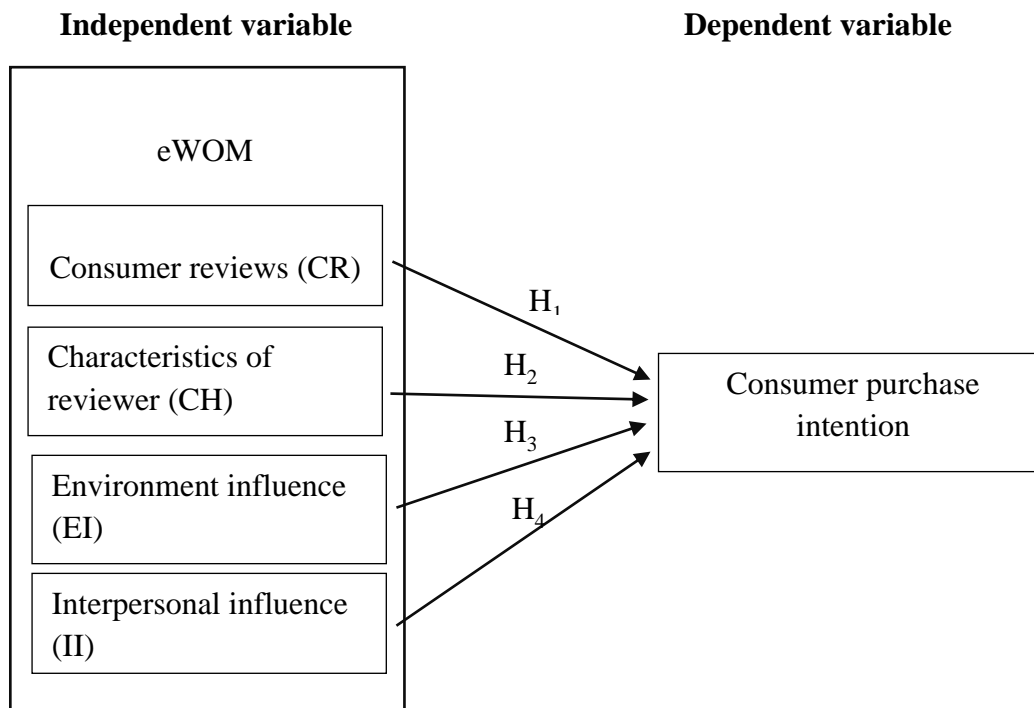 Independent variable
Dependent variable
eWOM
Consumer reviews (CR)
H₁
Characteristics of
reviewer (CH)
H₂
Consumer purchase
intention
H₃
Environment influence
(EI)
H₄
Interpersonal influence
(II)